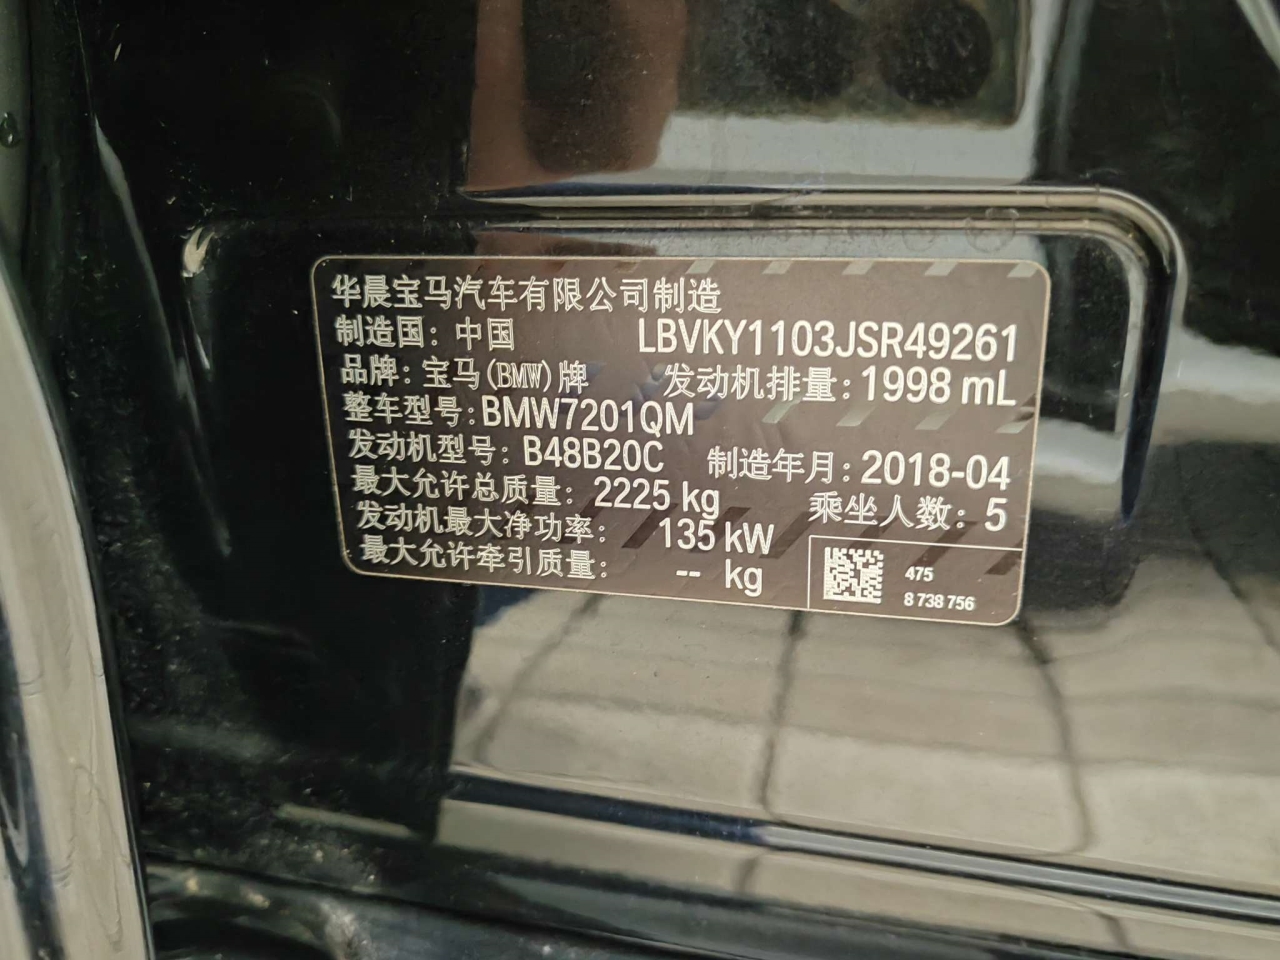 华晨宝马汽车有限公司制造
制造国：中国 LBVKY1103JSR49261
品牌：宝马(BMW)牌 发动机排量：1998 mL
整车型号：BMW7201QM
发动机型号：B48B20C 制造年月：2018-04
最大允许总质量：2225 kg 乘坐人数：5
发动机最大净功率：135 kW
最大允许牵引质量：-- kg
475
8 738 756